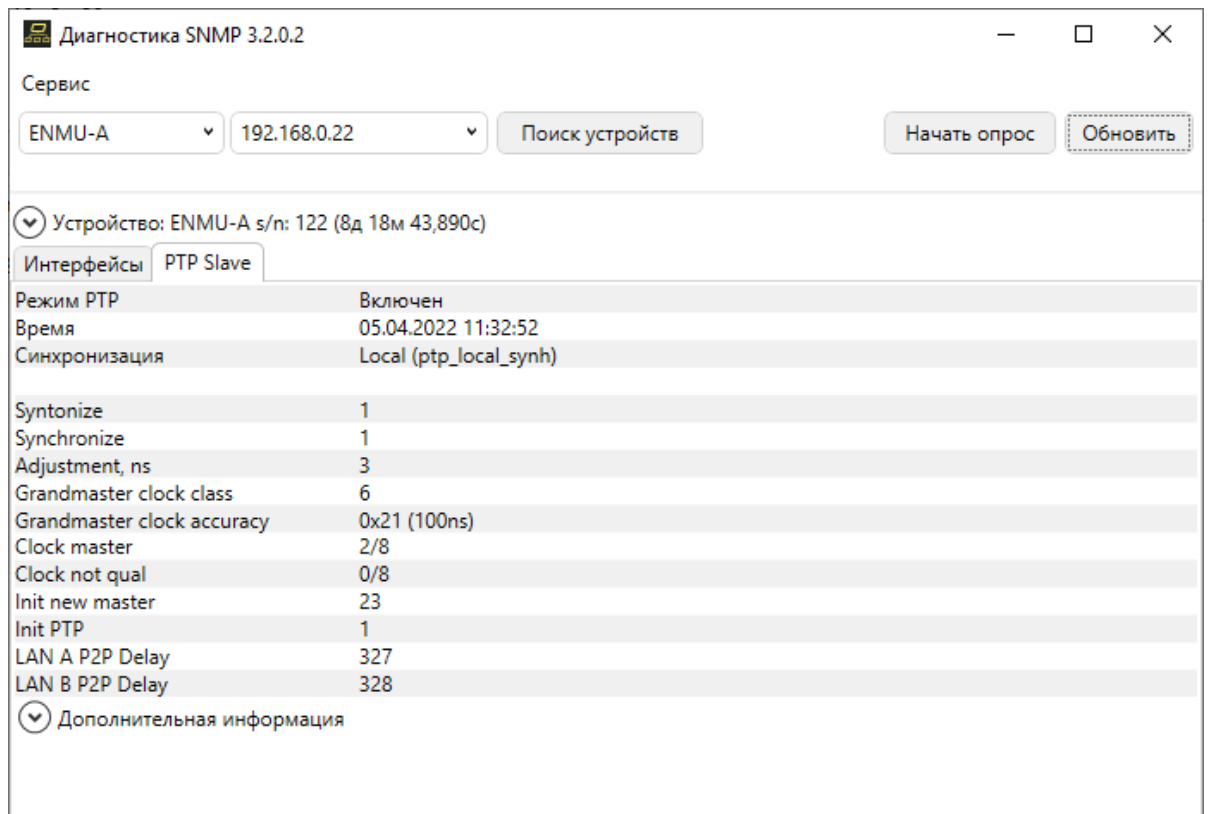 Диагностика SNMP 3.2.0.2
Сервис
ENMU-A 192.168.0.22 Поиск устройств Начать опрос Обновить
Устройство: ENMU-A s/n: 122 (8д 18м 43,890с)
Интерфейсы PTP Slave
Режим PTP Включен
Время 05.04.2022 11:32:52
Синхронизация Local (ptp_local_synh)
Syntonize 1
Synchronize 1
Adjustment, ns 3
Grandmaster clock class 6
Grandmaster clock accuracy 0x21 (100ns)
Clock master 2/8
Clock not qual 0/8
Init new master 23
Init PTP 1
LAN A P2P Delay 327
LAN B P2P Delay 328
Дополнительная информация